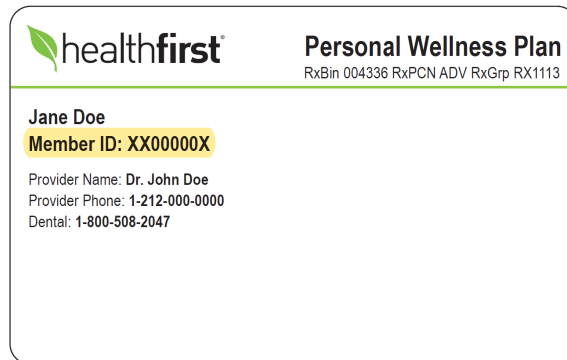 healthfirst®
Personal Wellness Plan
RxBin 004336 RxPCN ADV RxGrp RX1113
Jane Doe
Member ID: XX00000X
Provider Name: Dr. John Doe
Provider Phone: 1-212-000-0000
Dental: 1-800-508-2047